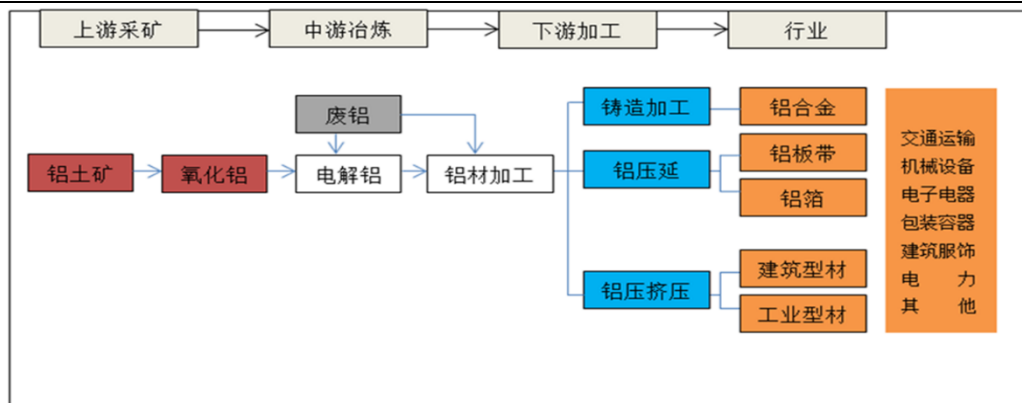 上游采矿
中游冶炼
下游加工
行业
废铝
铝土矿
氧化铝
电解铝
铝材加工
铸造加工
铝压延
铝压挤压
铝合金
铝板带
铝箔
建筑型材
工业型材
交通运输
机械设备
电子电器
包装容器
建筑服饰
电 力
其 他